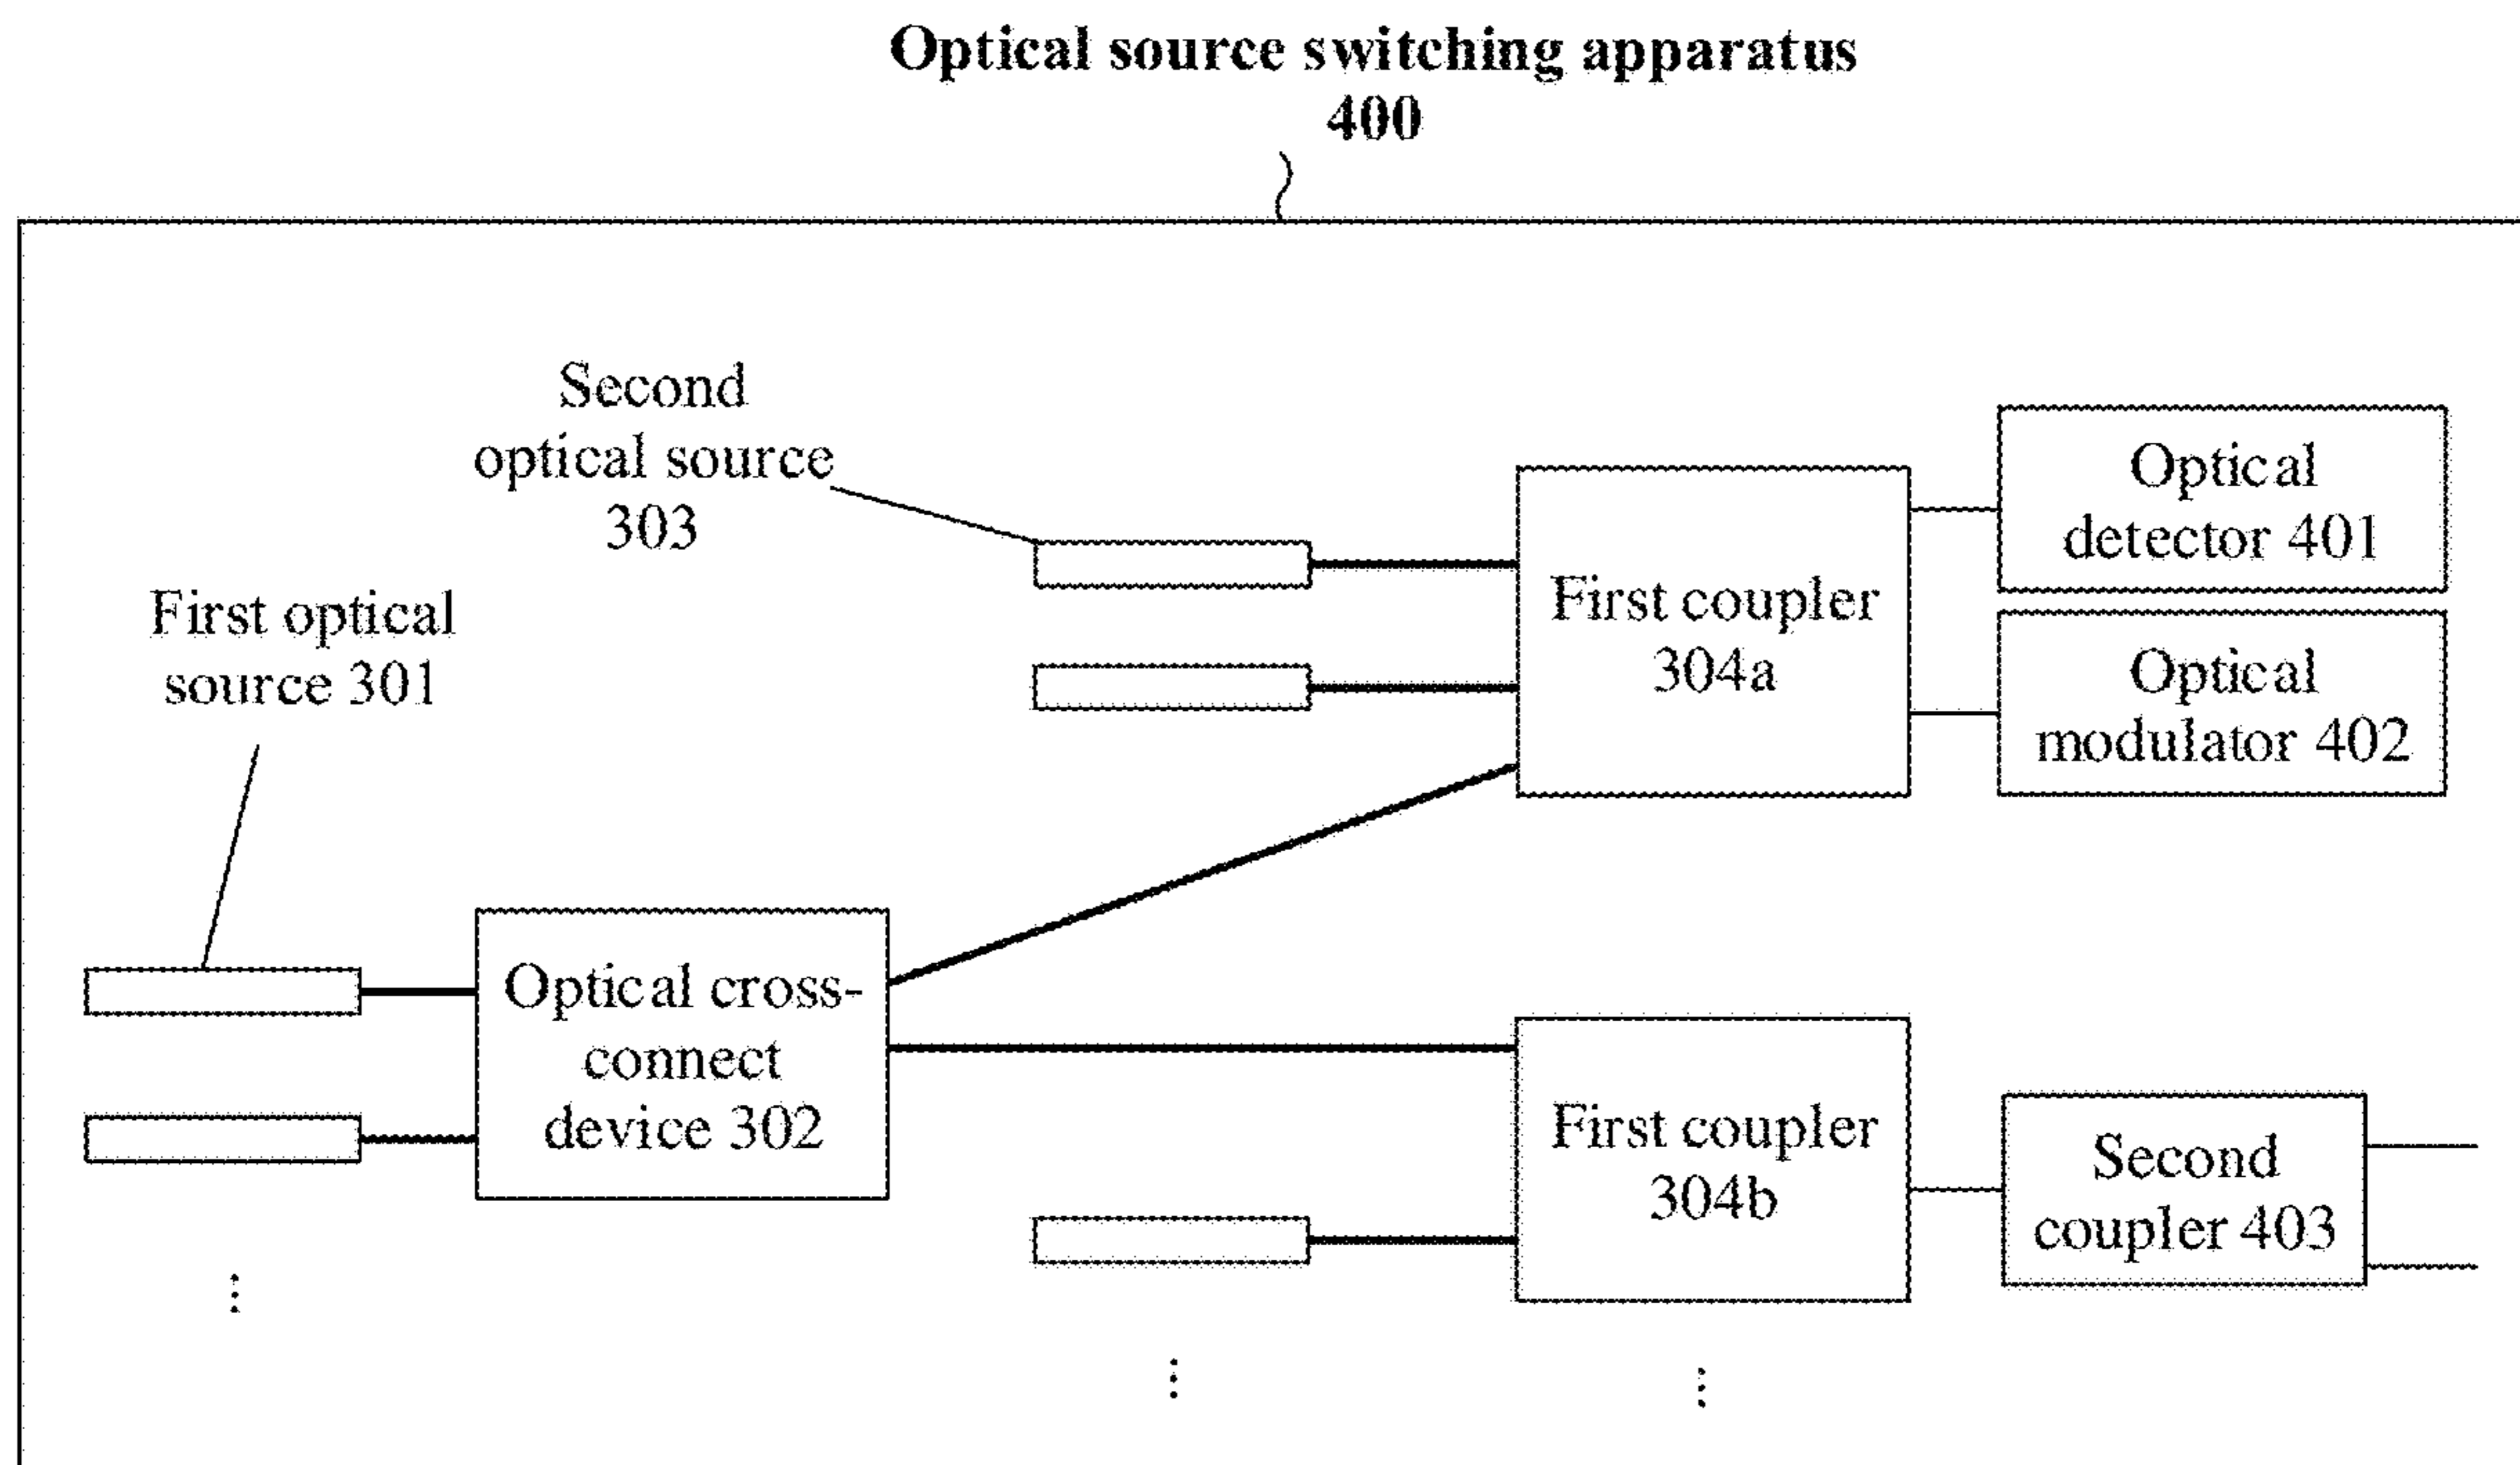 Optical source switching apparatus
400
Second
optical source
303
First optical
source 301
Optical cross-
connect
device 302
First coupler
304a
Optical
detector 401
Optical
modulator 402
First coupler
304b
Second
coupler 403